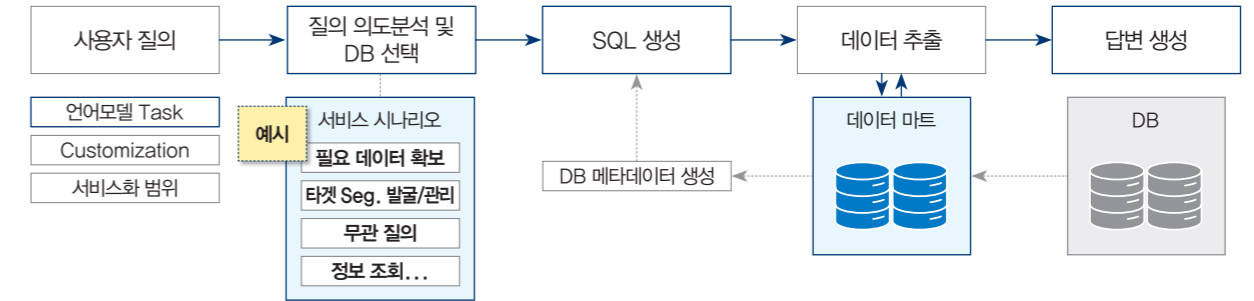 사용자 질의
질의 의도분석 및
DB 선택
SQL 생성
데이터 추출
답변 생성
언어모델 Task
Customization
서비스화 범위
예시
서비스 시나리오
필요 데이터 확보
타겟 Seg. 발굴/관리
무관 질의
정보 조회...
DB 메타데이터 생성
데이터 마트
DB